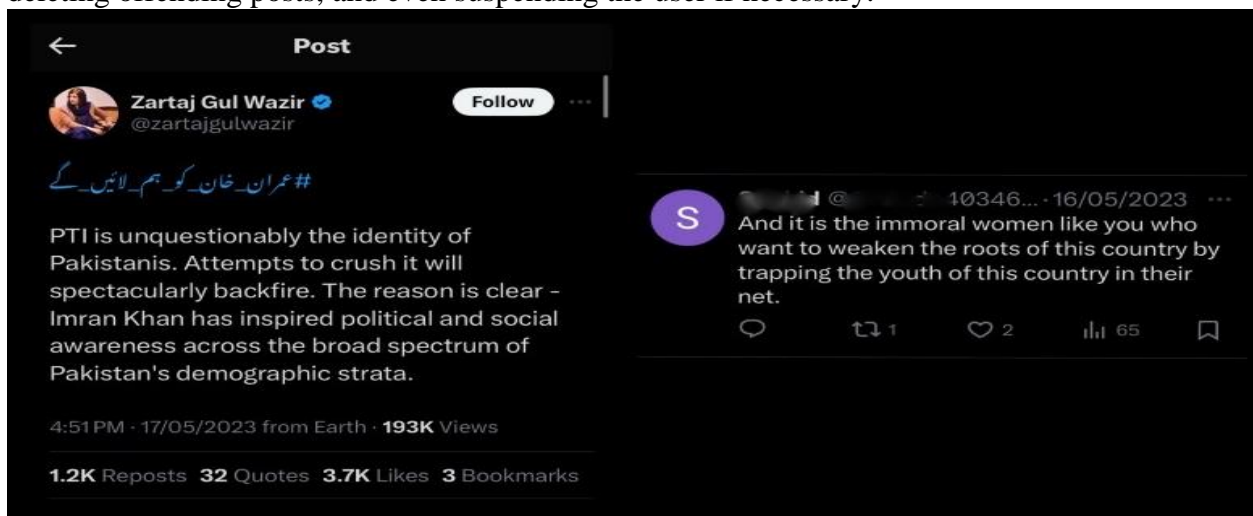 deleting offending posts, and even suspending the user if necessary.
Post
Zartaj Gul Wazir
Follow
@zartajgulwazir
#عمران_خان_کو_ہم_لائیں_گے
PTI is unquestionably the identity of
Pakistanis. Attempts to crush it will
spectacularly backfire. The reason is clear -
Imran Khan has inspired political and social
awareness across the broad spectrum of
Pakistan's demographic strata.
4:51 PM · 17/05/2023 from Earth · 193K Views
1.2K Reposts 32 Quotes 3.7K Likes 3 Bookmarks
S
@ 40346... · 16/05/2023
And it is the immoral women like you who
want to weaken the roots of this country by
trapping the youth of this country in their
net.
1 2 65